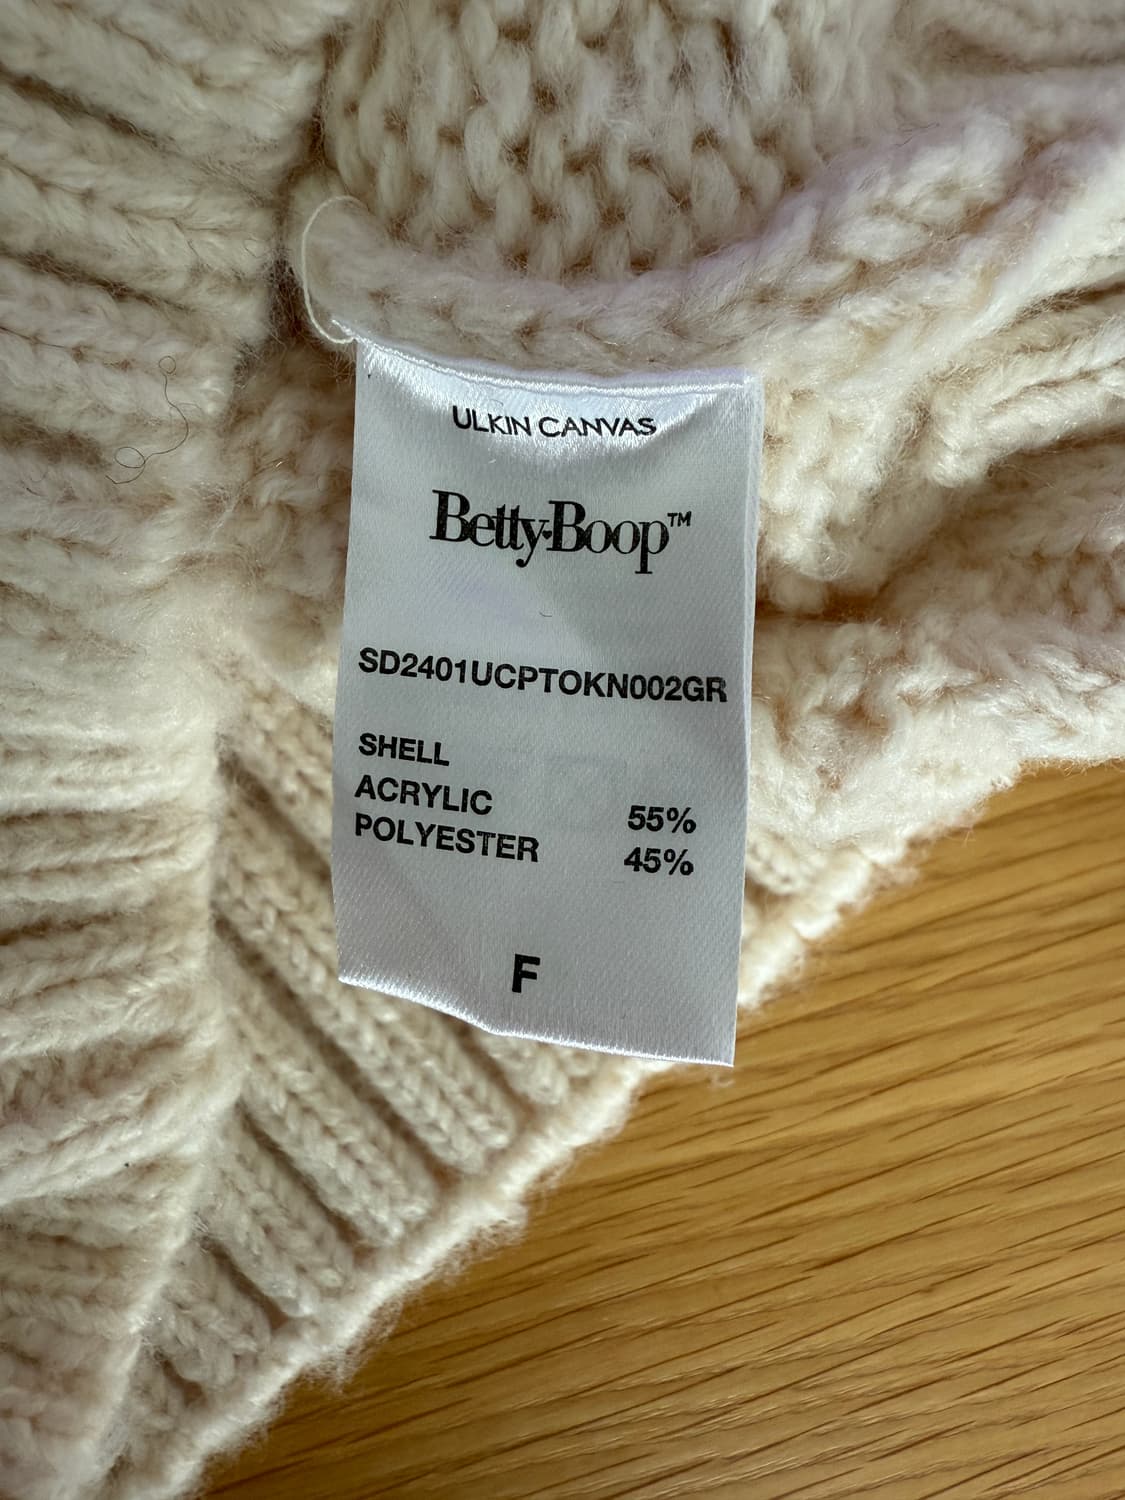 ULKIN CANVAS
Betty Boop™
SD2401UCPTOKN002GR
SHELL
ACRYLIC 55%
POLYESTER 45%
F